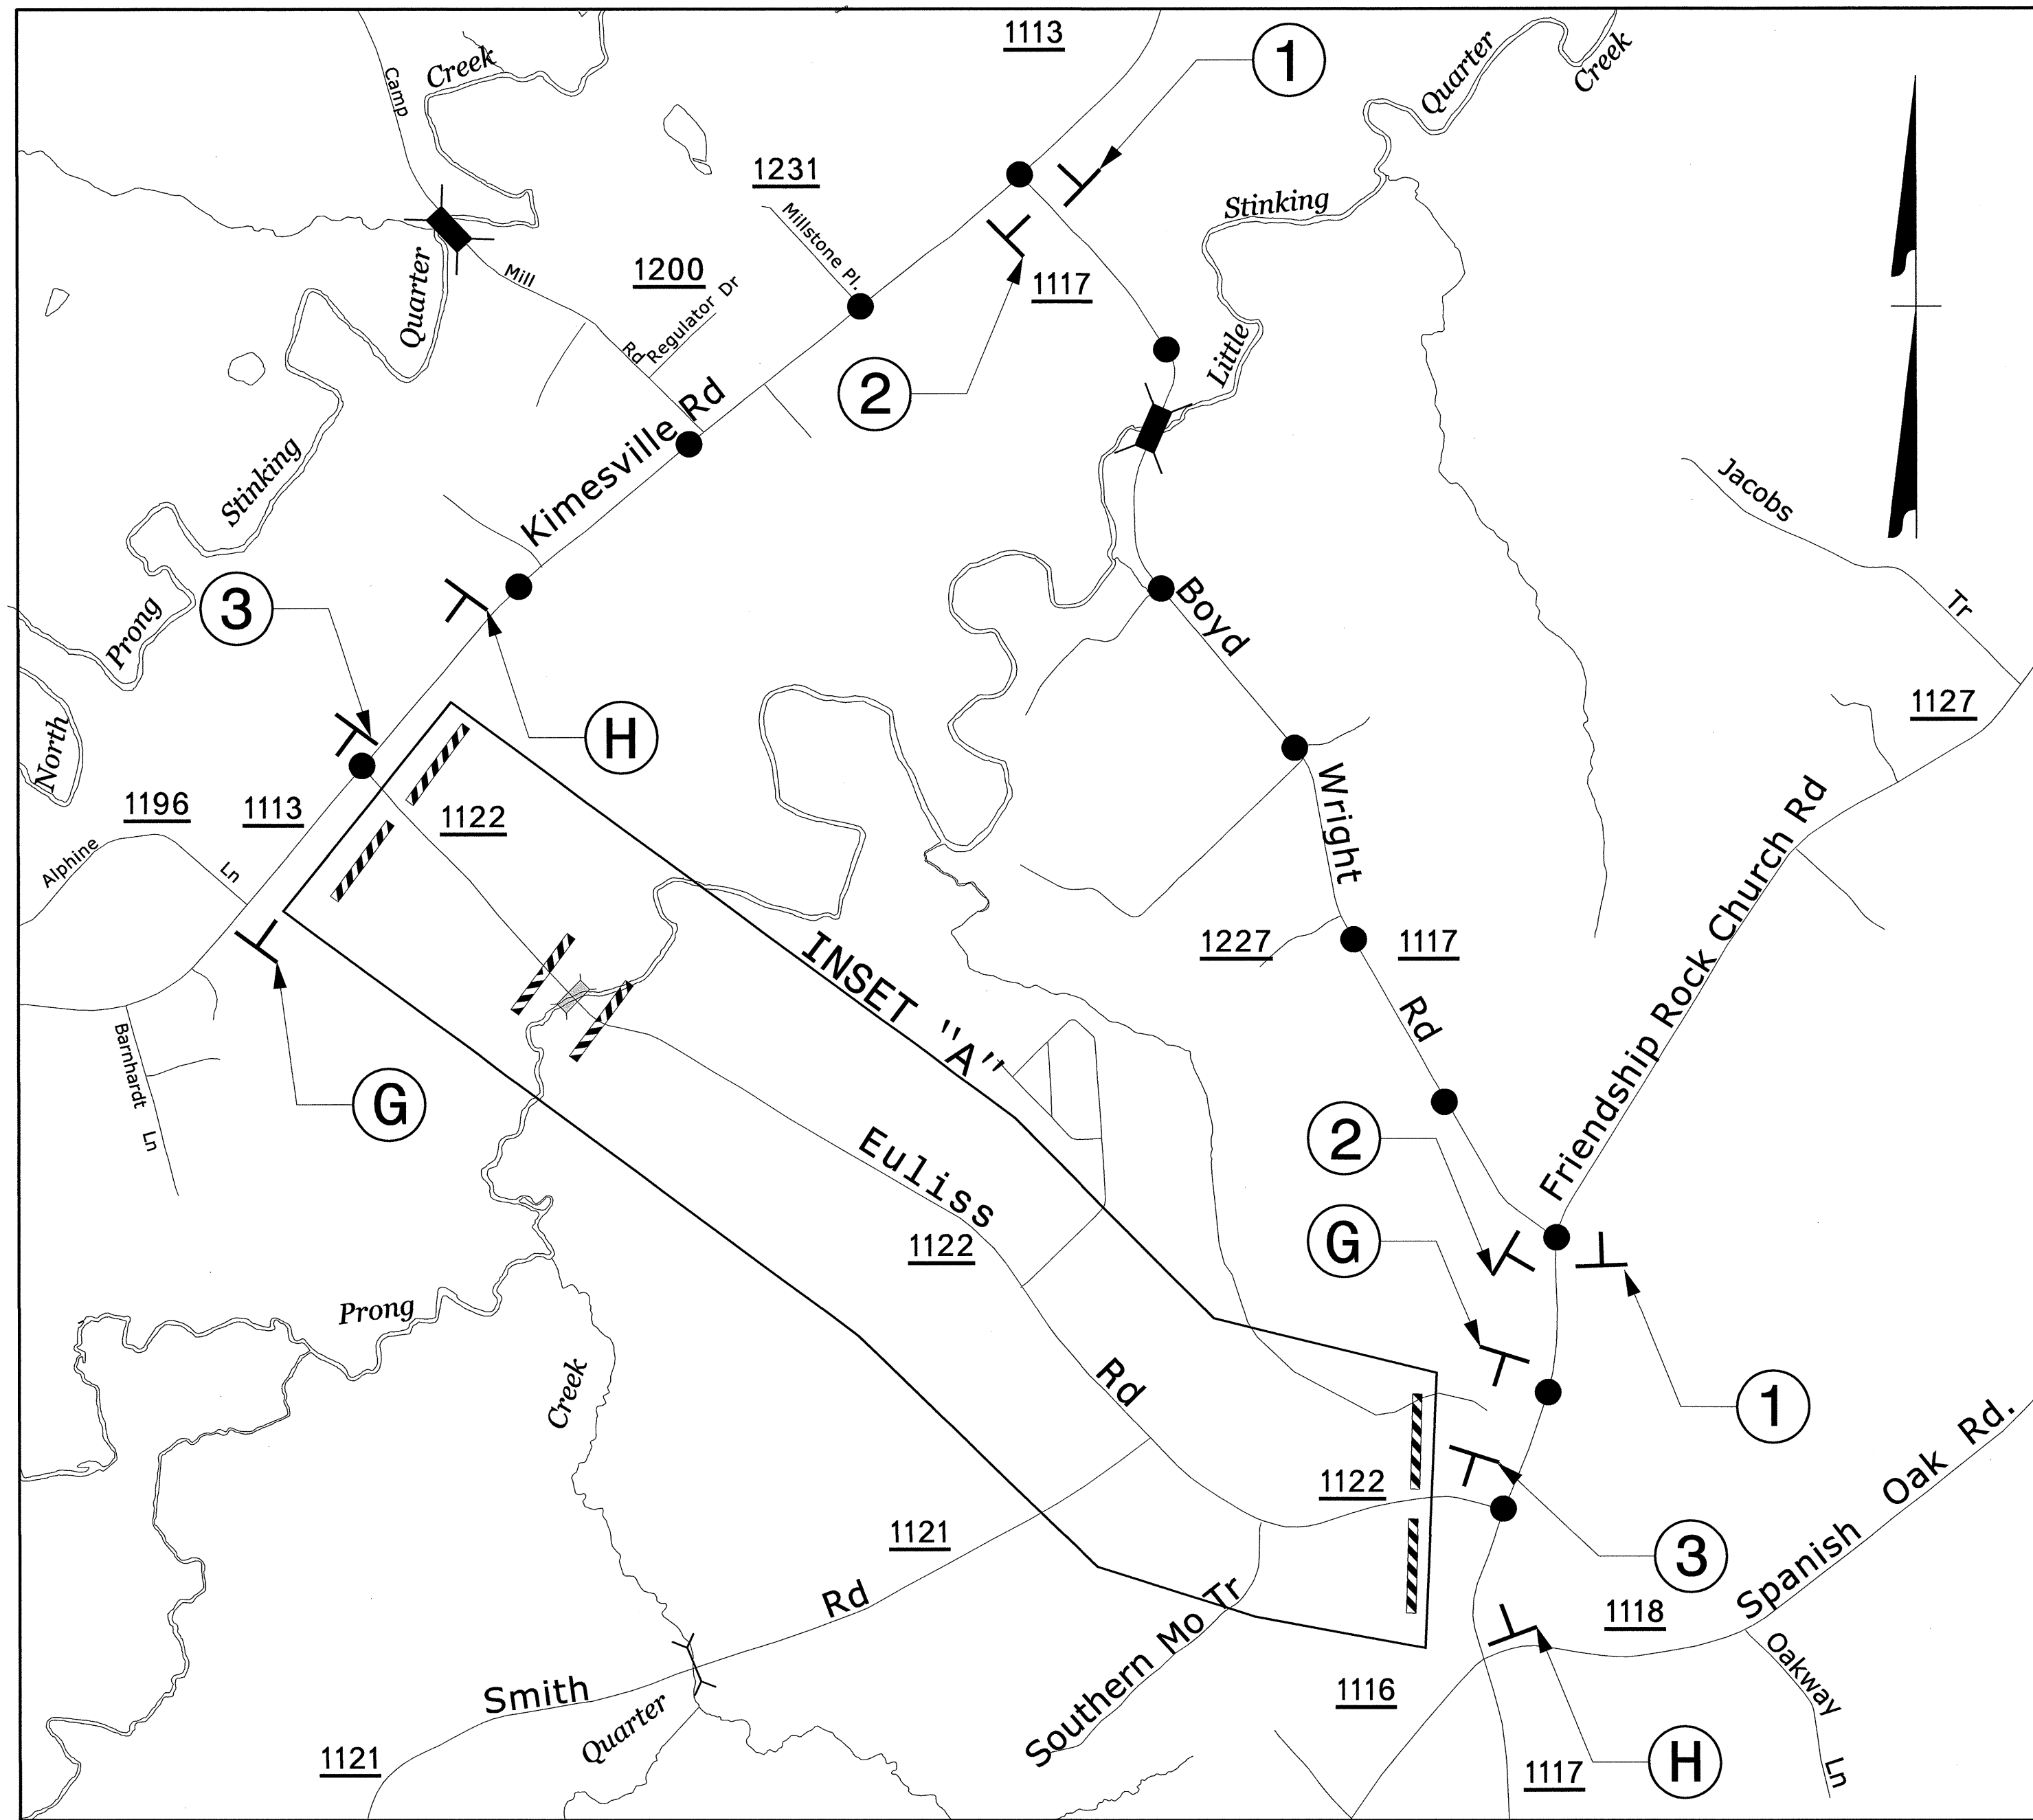 1113
1
Quarter
Creek
Camp
Creek
1231
Millstone Pl.
Stinking
1200
Regulator Dr
Mill
Rd
Quarter
1117
2
Little
Kimesville Rd
Stinking
Jacobs
Tr
3
Prong
Boyd
H
North
1127
1196
1113
1122
Alphine
Ln
Wright
Friendship Rock Church Rd
INSET "A"
1227
1117
Rd
Barnhardt
Ln
G
Euliss
1122
2
G
Prong
Creek
Rd
1
1122
Spanish Oak Rd.
1121
3
Rd
1118
Southern Mo Tr
Smith
1116
Oakway
Ln
Quarter
1121
1117
H